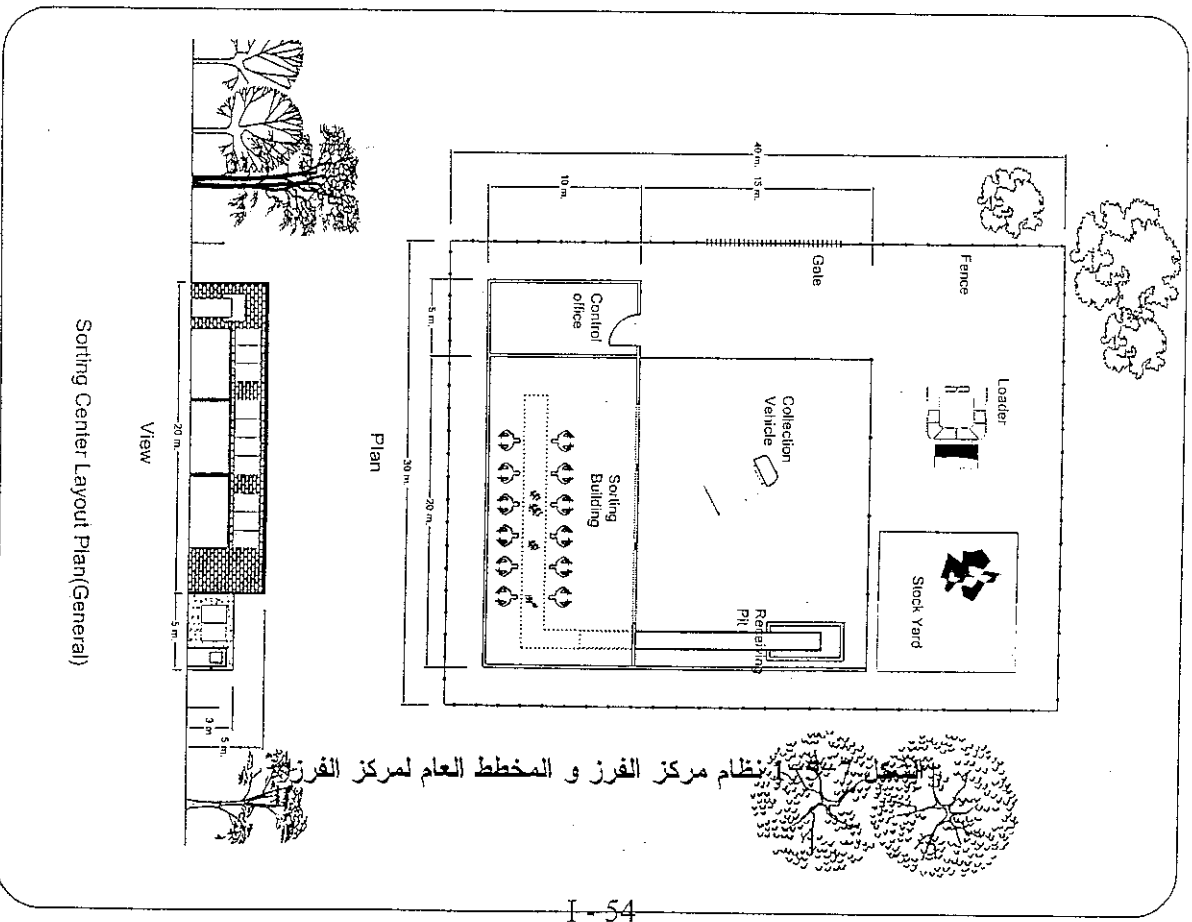 40 m.
15 m.
10 m.
Fence
Gate
Loader
Control
office
Collection
Vehicle
Stock Yard
Sorting
Building
Receiving
Pit
5 m.
20 m.
30 m.
Plan
20 m.
5 m.
3 m
5 m.
View
Sorting Center Layout Plan(General)
نظام مركز الفرز و المخطط العام لمركز الفرز
I - 54